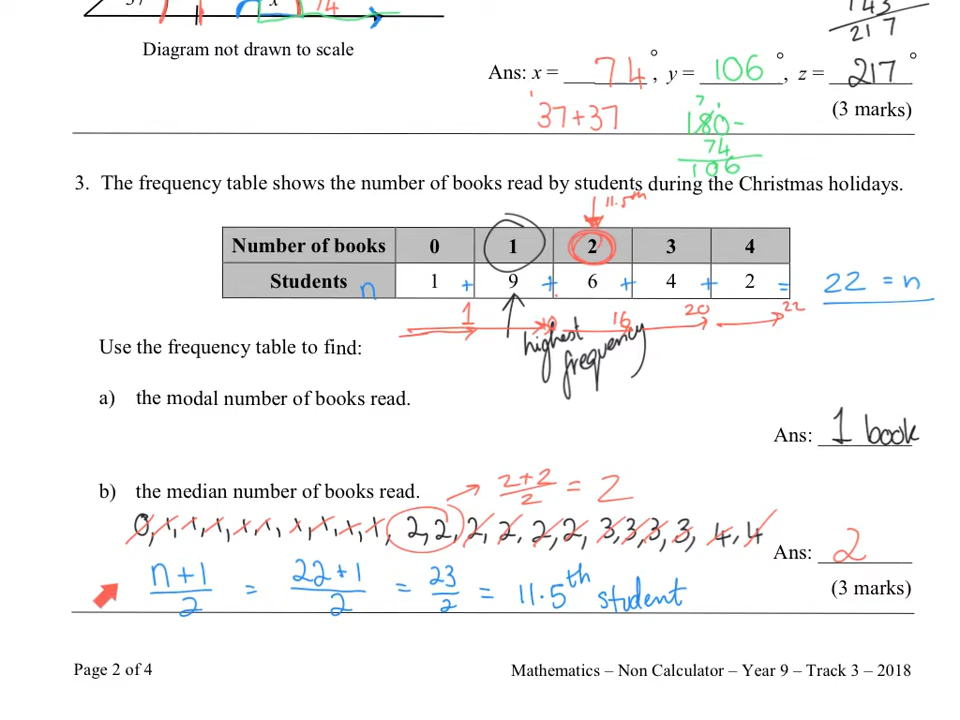 143
217
Diagram not drawn to scale
Ans: x = 74°, y = 106°, z = 217°
37+37
180-
74
106
(3 marks)
3. The frequency table shows the number of books read by students during the Christmas holidays.
11.5th
Number of books 0 1 2 3 4
Students n 1 + 9 + 6 + 4 + 2 = 22 = n
1 10 16 20 22
highest frequency
Use the frequency table to find:
a) the modal number of books read.
Ans: 1 book
b) the median number of books read. → 2+2/2 = 2
0, 1, 1, 1, 1, 1, 1, 1, 1, 1, 2, 2, 2, 2, 2, 2, 3, 3, 3, 3, 4, 4
Ans: 2
n+1/2 = 22+1/2 = 23/2 = 11.5th student
(3 marks)
Page 2 of 4 Mathematics – Non Calculator – Year 9 – Track 3 – 2018